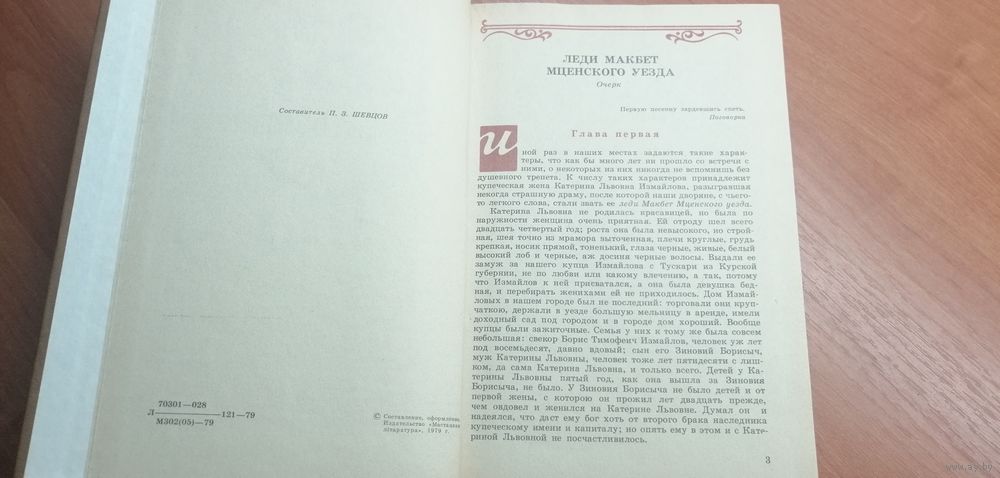 Составитель П. З. ШЕВЦОВ
70301—028
Л————121—79
М302(05)—79
© Составление, оформление
Издательство «Мастацкая
літаратура», 1979 г.
ЛЕДИ МАКБЕТ
МЦЕНСКОГО УЕЗДА
Очерк
Первую песенку зардевшись спеть.
Поговорка
Глава первая
Иной раз в наших местах задаются такие харак-
теры, что как бы много лет ни прошло со встречи с
ними, о некоторых из них никогда не вспомнишь без
душевного трепета. К числу таких характеров принадлежит
купеческая жена Катерина Львовна Измайлова, разыгравшая
некогда страшную драму, после которой наши дворяне, с чьего-
то легкого слова, стали звать ее леди Макбет Мценского уезда.
Катерина Львовна не родилась красавицей, но была по
наружности женщина очень приятная. Ей отроду шел всего
двадцать четвертый год; роста она была невысокого, но строй-
ная, шея точно из мрамора выточенная, плечи круглые, грудь
крепкая, носик прямой, тоненький, глаза черные, живые, белый
высокий лоб и черные, аж досиня черные волосы. Выдали ее
замуж за нашего купца Измайлова с Тускари из Курской
губернии, не по любви или какому влечению, а так, потому
что Измайлов к ней присватался, а она была девушка бед-
ная, и перебирать женихами ей не приходилось. Дом Измай-
ловых в нашем городе был не последний: торговали они круп-
чаткою, держали в уезде большую мельницу в аренде, имели
доходный сад под городом и в городе дом хороший. Вообще
купцы были зажиточные. Семья у них к тому же была совсем
небольшая: свекор Борис Тимофеич Измайлов, человек уж лет
под восемьдесят, давно вдовый; сын его Зиновий Борисыч,
муж Катерины Львовны, человек тоже лет пятидесяти с лиш-
ком, да сама Катерина Львовна, и только всего. Детей у Ка-
терины Львовны пятый год, как она вышла за Зиновия
Борисыча, не было. У Зиновия Борисыча не было детей и от
первой жены, с которою он прожил лет двадцать прежде,
чем овдовел и женился на Катерине Львовне. Думал он и
надеялся, что даст ему бог хоть от второго брака наследника
купеческому имени и капиталу; но опять ему в этом и с Кате-
риной Львовной не посчастливилось.
3
www.ay.by